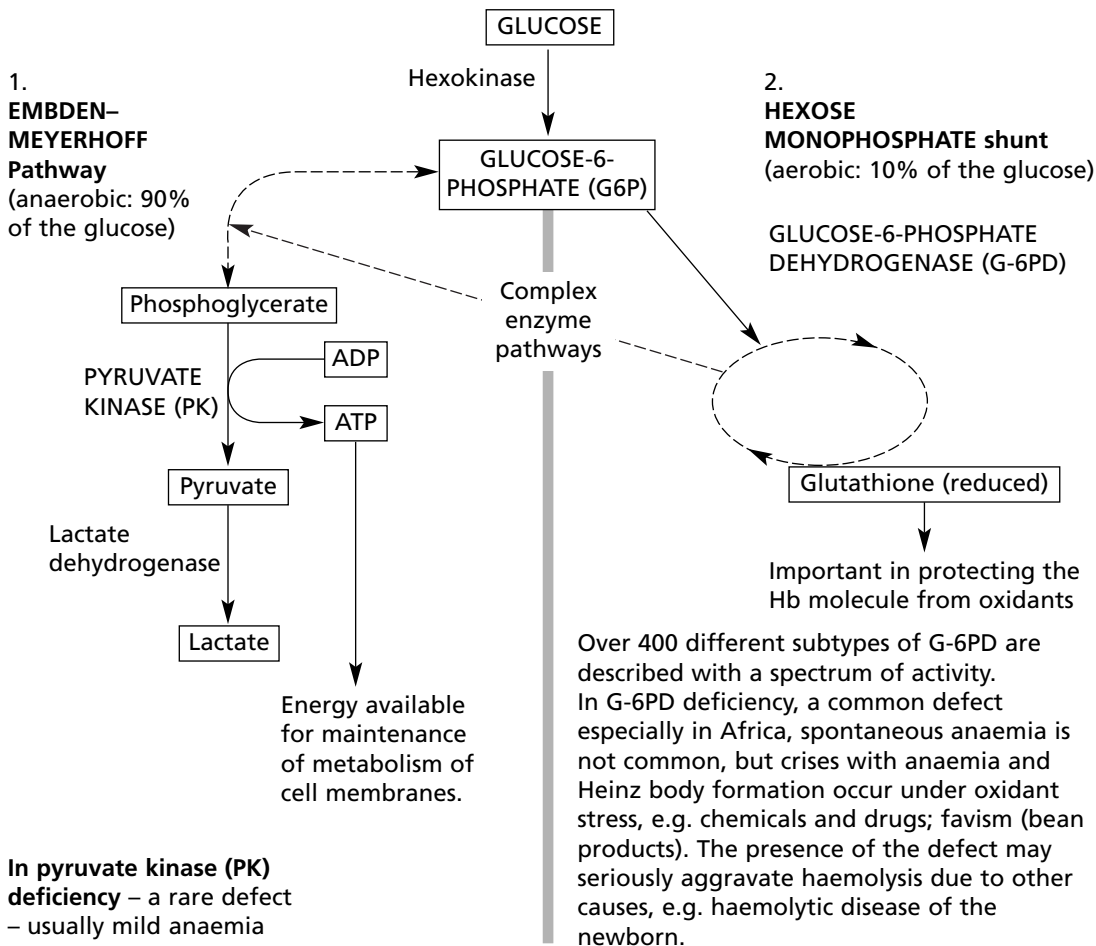 GLUCOSE
Hexokinase
1.
EMBDEN–
MEYERHOFF
Pathway
(anaerobic: 90%
of the glucose)
2.
HEXOSE
MONOPHOSPHATE shunt
(aerobic: 10% of the glucose)
GLUCOSE-6-
PHOSPHATE (G6P)
GLUCOSE-6-PHOSPHATE
DEHYDROGENASE (G-6PD)
Complex
enzyme
pathways
Phosphoglycerate
PYRUVATE
KINASE (PK)
ADP
ATP
Pyruvate
Lactate
dehydrogenase
Lactate
Energy available
for maintenance
of metabolism of
cell membranes.
Glutathione (reduced)
Important in protecting the
Hb molecule from oxidants
In pyruvate kinase (PK)
deficiency – a rare defect
– usually mild anaemia
Over 400 different subtypes of G-6PD are
described with a spectrum of activity.
In G-6PD deficiency, a common defect
especially in Africa, spontaneous anaemia is
not common, but crises with anaemia and
Heinz body formation occur under oxidant
stress, e.g. chemicals and drugs; favism (bean
products). The presence of the defect may
seriously aggravate haemolysis due to other
causes, e.g. haemolytic disease of the
newborn.